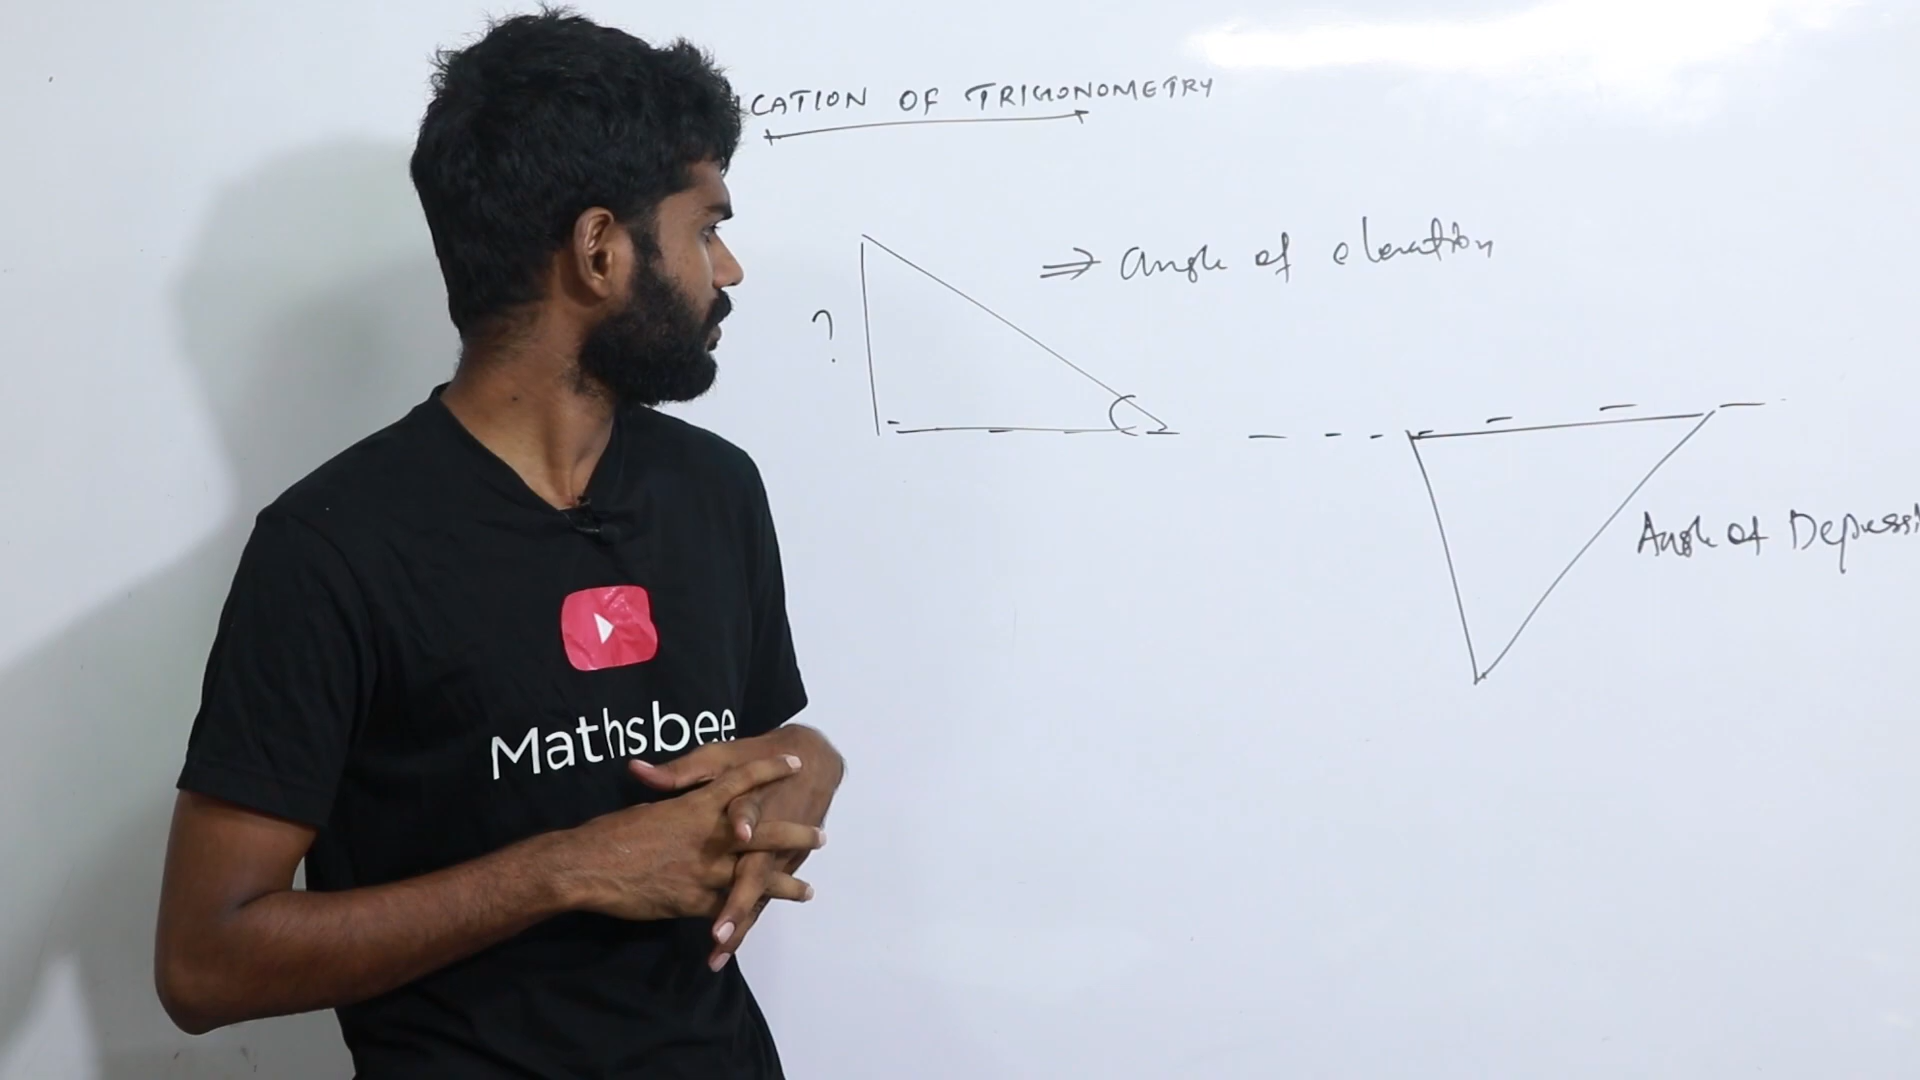 CATION OF TRIGONOMETRY
⇒ Angle of elevation
?
Angle of Depressi
Mathsbee